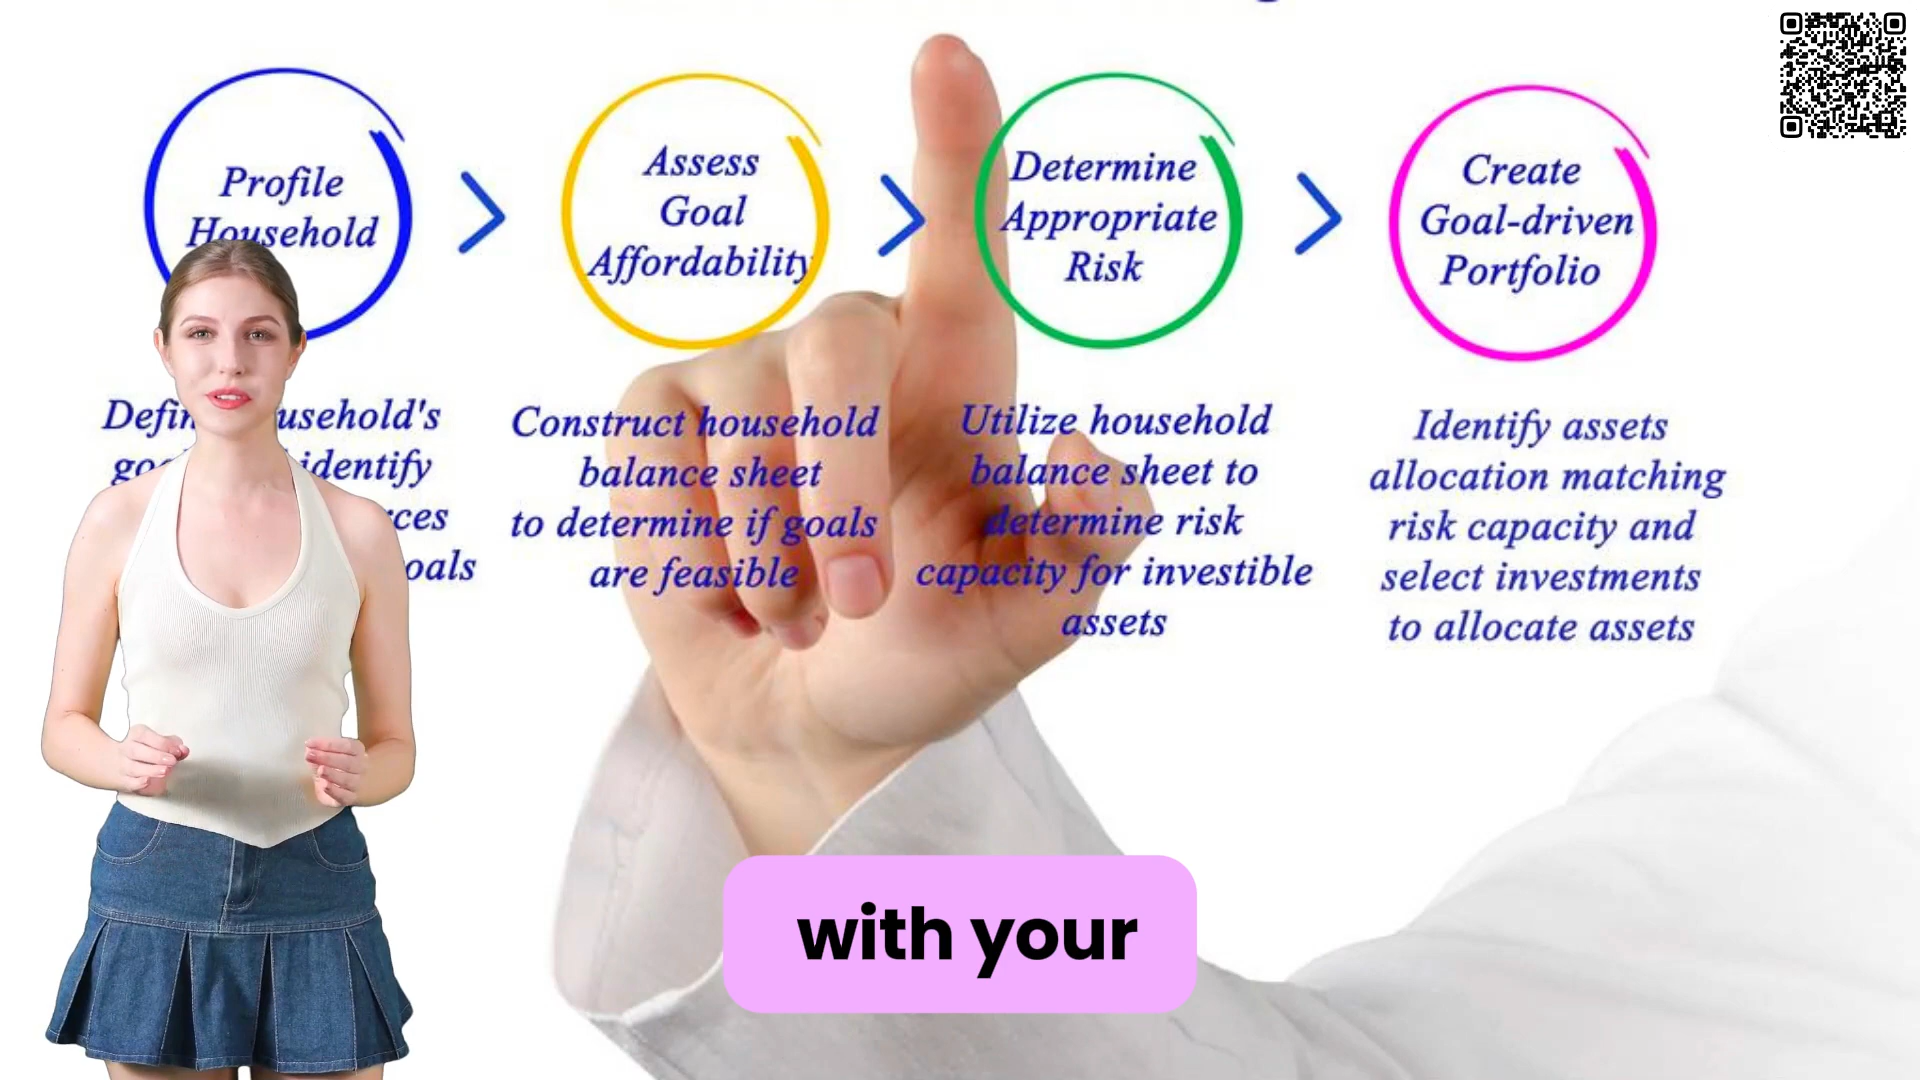 Profile
Household
Assess
Goal
Affordability
Determine
Appropriate
Risk
Create
Goal-driven
Portfolio
usehold's
identify
Construct household
balance sheet
to determine if goals
are feasible
Utilize household
balance sheet to
determine risk
capacity for investible
assets
Identify assets
allocation matching
risk capacity and
select investments
to allocate assets
with your